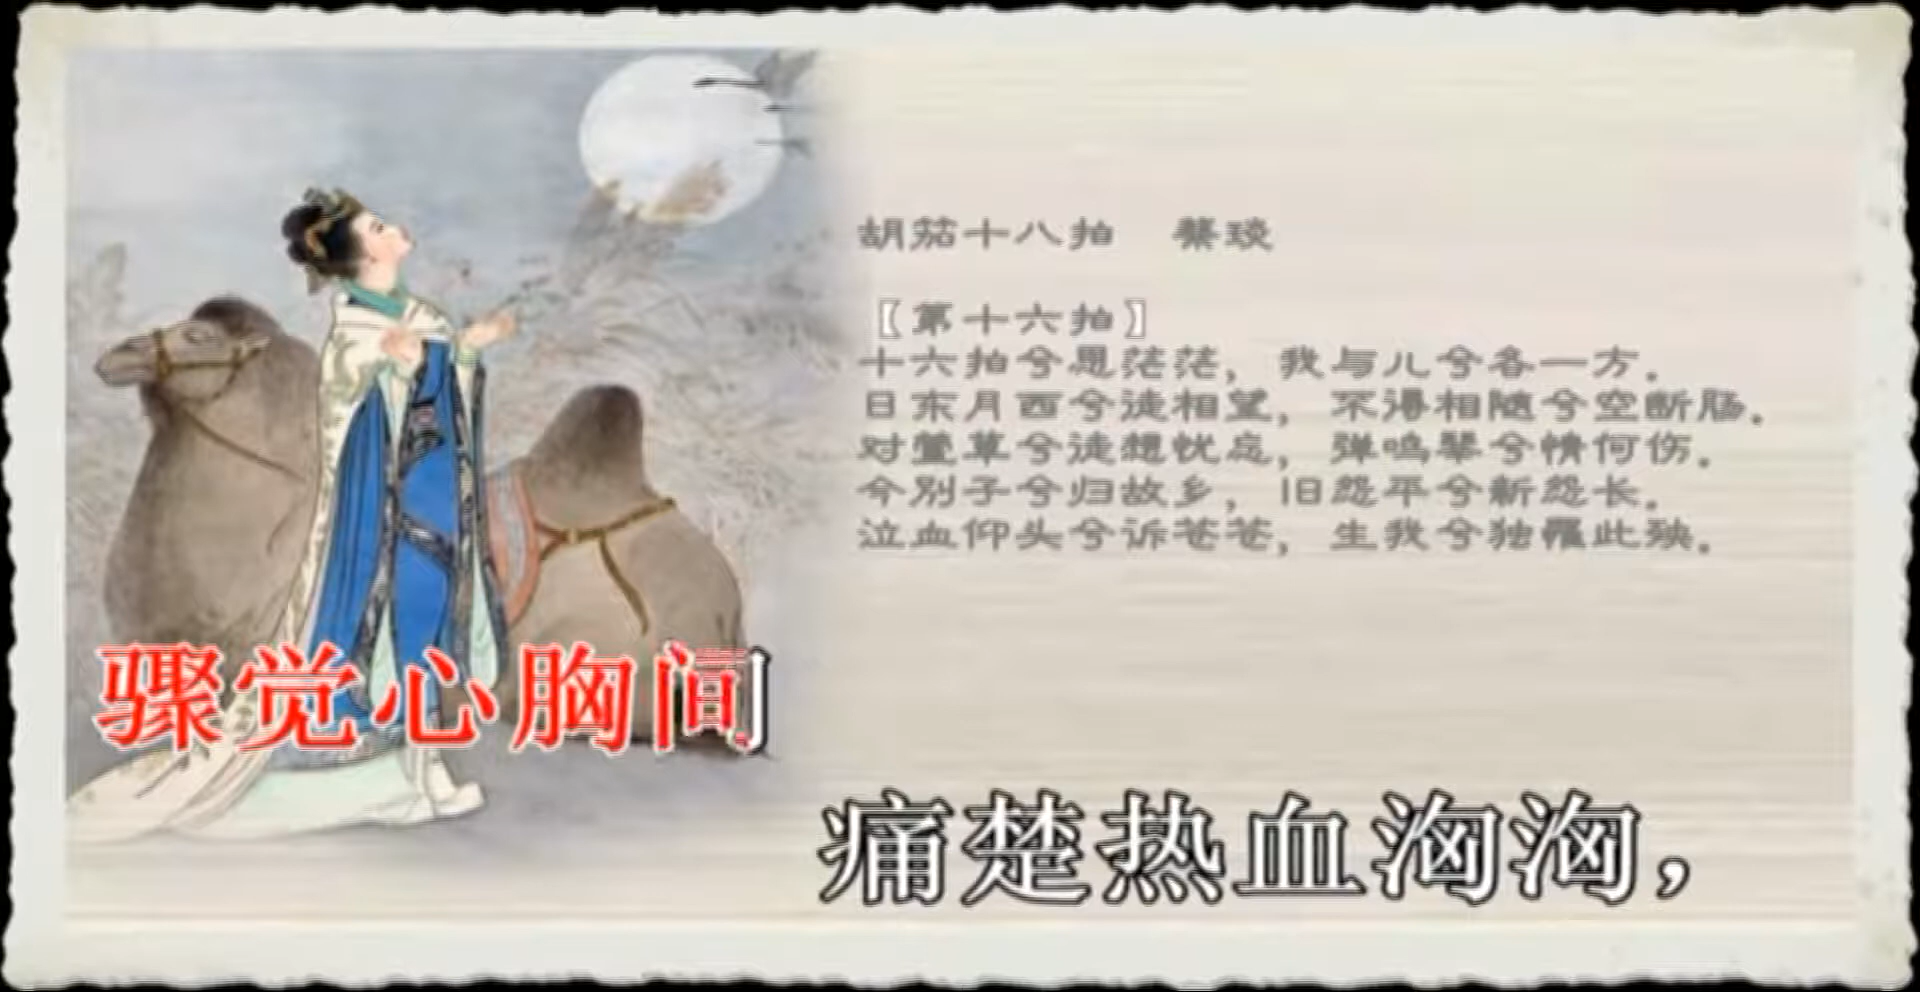 胡笳十八拍 蔡琰
【第十六拍】
十六拍兮思茫茫，我与儿兮各一方.
日东月西兮徒相望，不得相随兮空断肠.
对萱草兮徒想忧忘，弹鸣琴兮情何伤.
今别子兮归故乡，旧怨平兮新怨长.
泣血仰头兮诉苍苍，生我兮独罹此殃.
骤觉心胸间
痛楚热血汹汹，